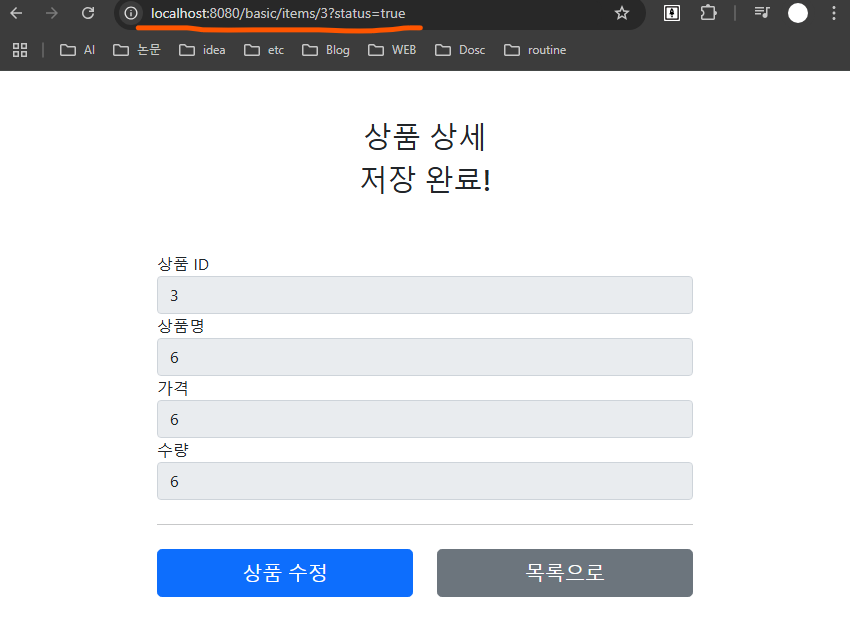 localhost:8080/basic/items/3?status=true
AI 논문 idea etc Blog WEB Dosc routine
상품 상세
저장 완료!
상품 ID
3
상품명
6
가격
6
수량
6
상품 수정 목록으로